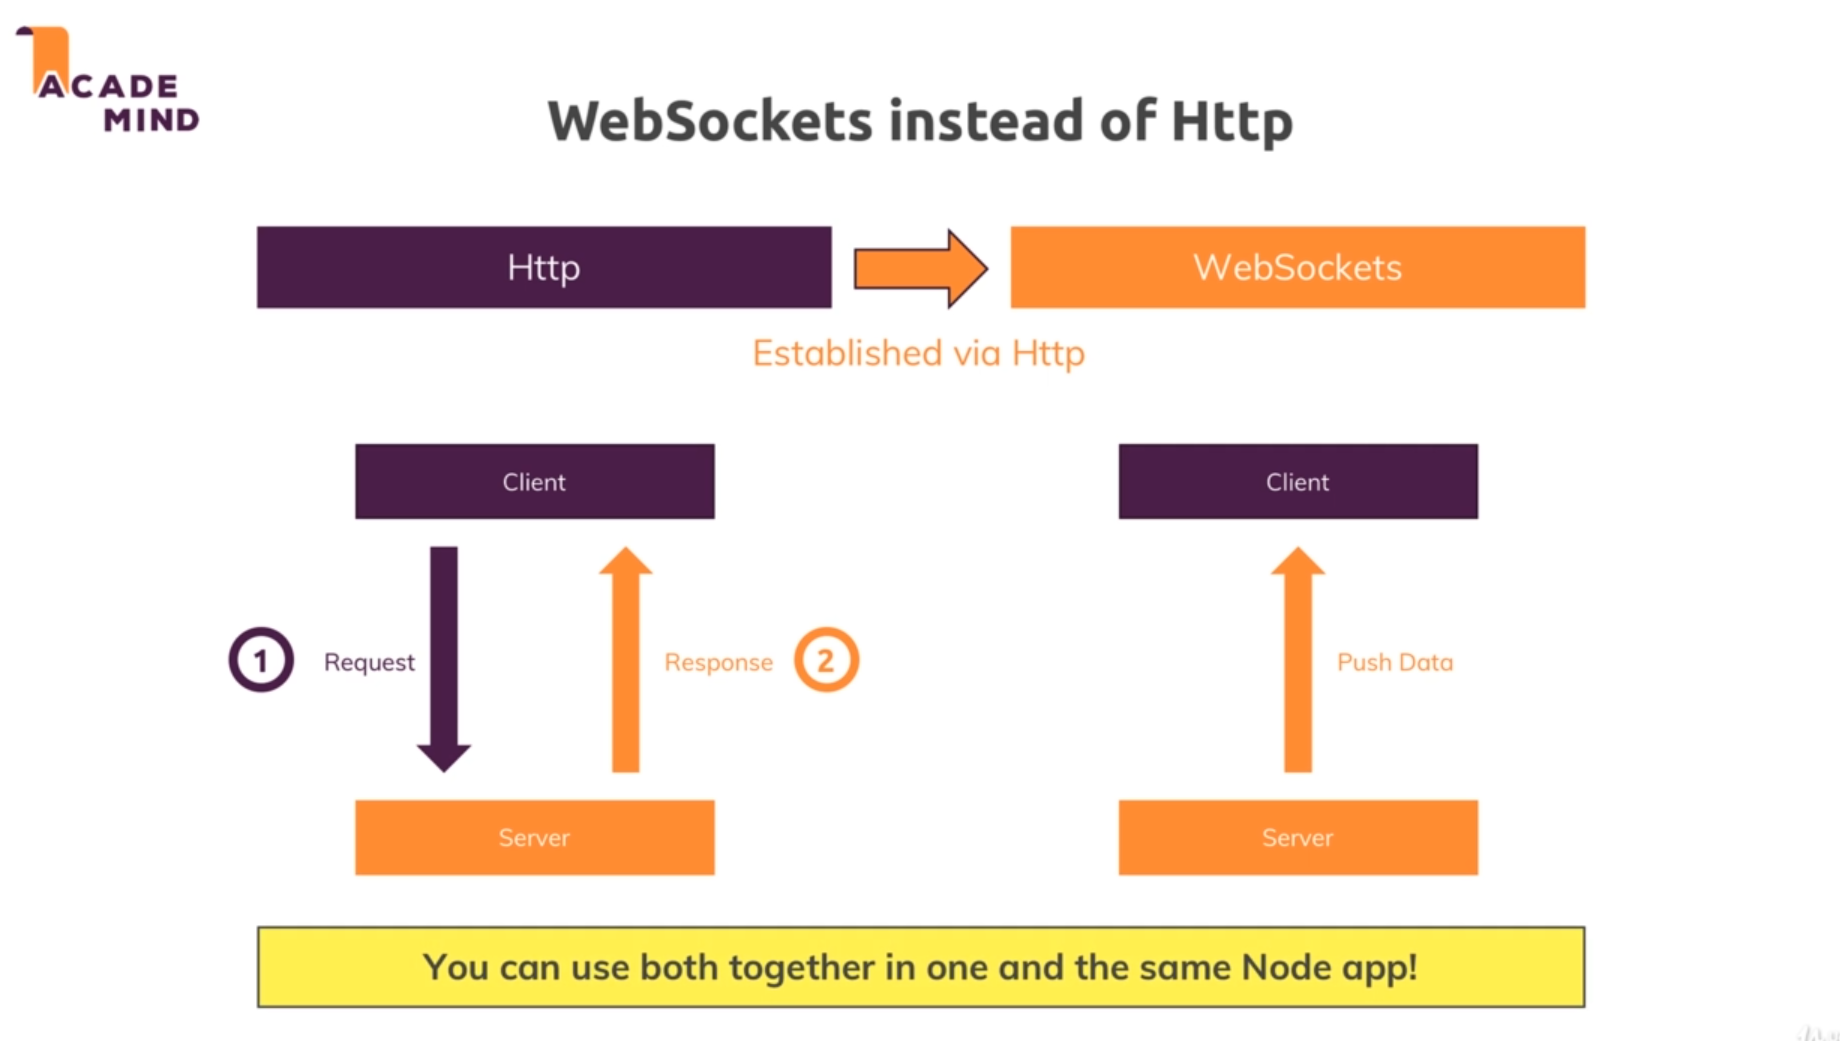 ACADE
MIND
WebSockets instead of Http
Http
WebSockets
Established via Http
Client
Client
1
Request
Response
2
Push Data
Server
Server
You can use both together in one and the same Node app!